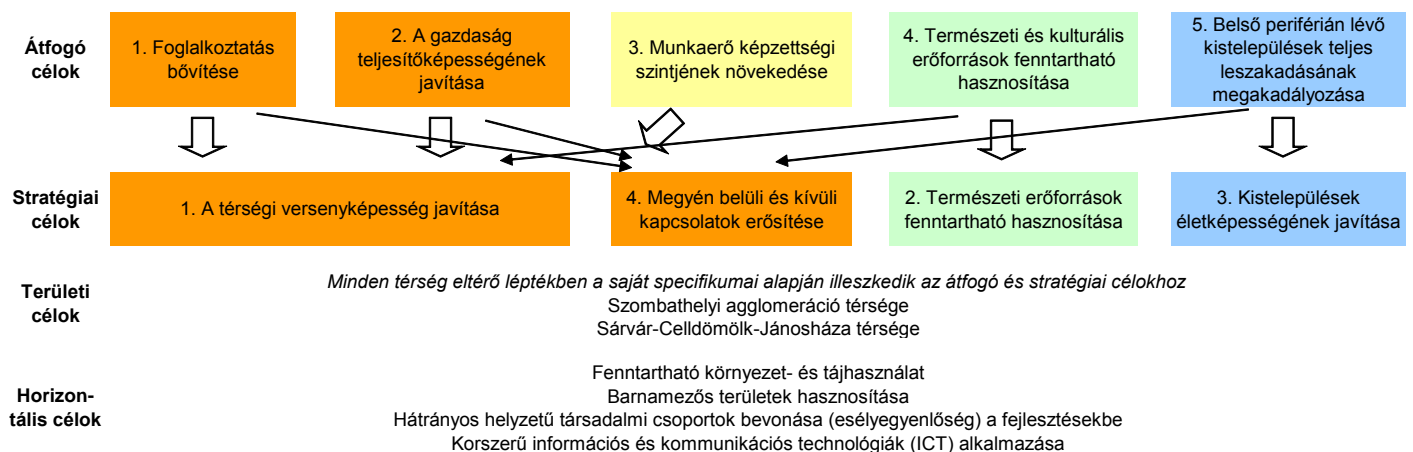 Átfogó
célok
1. Foglalkoztatás
bővítése
2. A gazdaság
teljesítőképességének
javítása
3. Munkaerő képzettségi
szintjének növekedése
4. Természeti és kulturális
erőforrások fenntartható
hasznosítása
5. Belső periférián lévő
kistelepülések teljes
leszakadásának
megakadályozása
Stratégiai
célok
1. A térségi versenyképesség javítása
4. Megyén belüli és kívüli
kapcsolatok erősítése
2. Természeti erőforrások
fenntartható hasznosítása
3. Kistelepülések
életképességének javítása
Területi
célok
Minden térség eltérő léptékben a saját specifikumai alapján illeszkedik az átfogó és stratégiai célokhoz
Szombathelyi agglomeráció térsége
Sárvár-Celldömölk-Jánosháza térsége
Horizon-
tális célok
Fenntartható környezet- és tájhasználat
Barnamezős területek hasznosítása
Hátrányos helyzetű társadalmi csoportok bevonása (esélyegyenlőség) a fejlesztésekbe
Korszerű információs és kommunikációs technológiák (ICT) alkalmazása